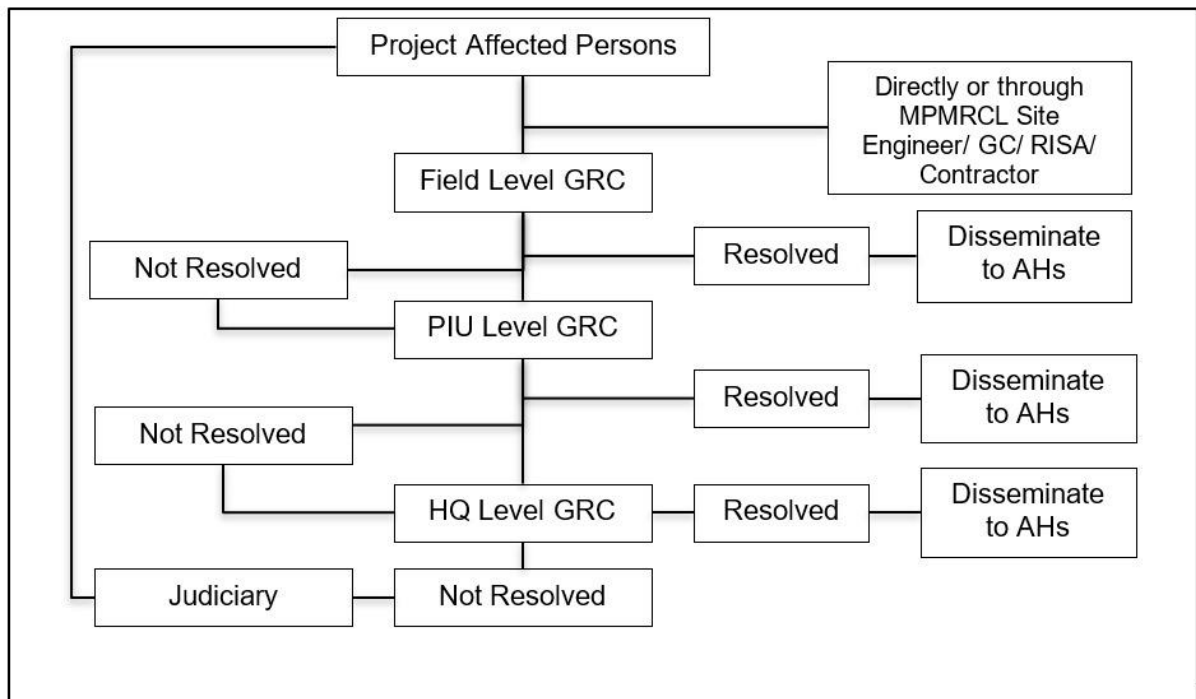 Project Affected Persons
Directly or through
MPMRCL Site
Engineer/ GC/ RISA/
Contractor
Field Level GRC
Not Resolved
Resolved
Disseminate
to AHs
PIU Level GRC
Not Resolved
Resolved
Disseminate
to AHs
HQ Level GRC
Resolved
Disseminate
to AHs
Judiciary
Not Resolved